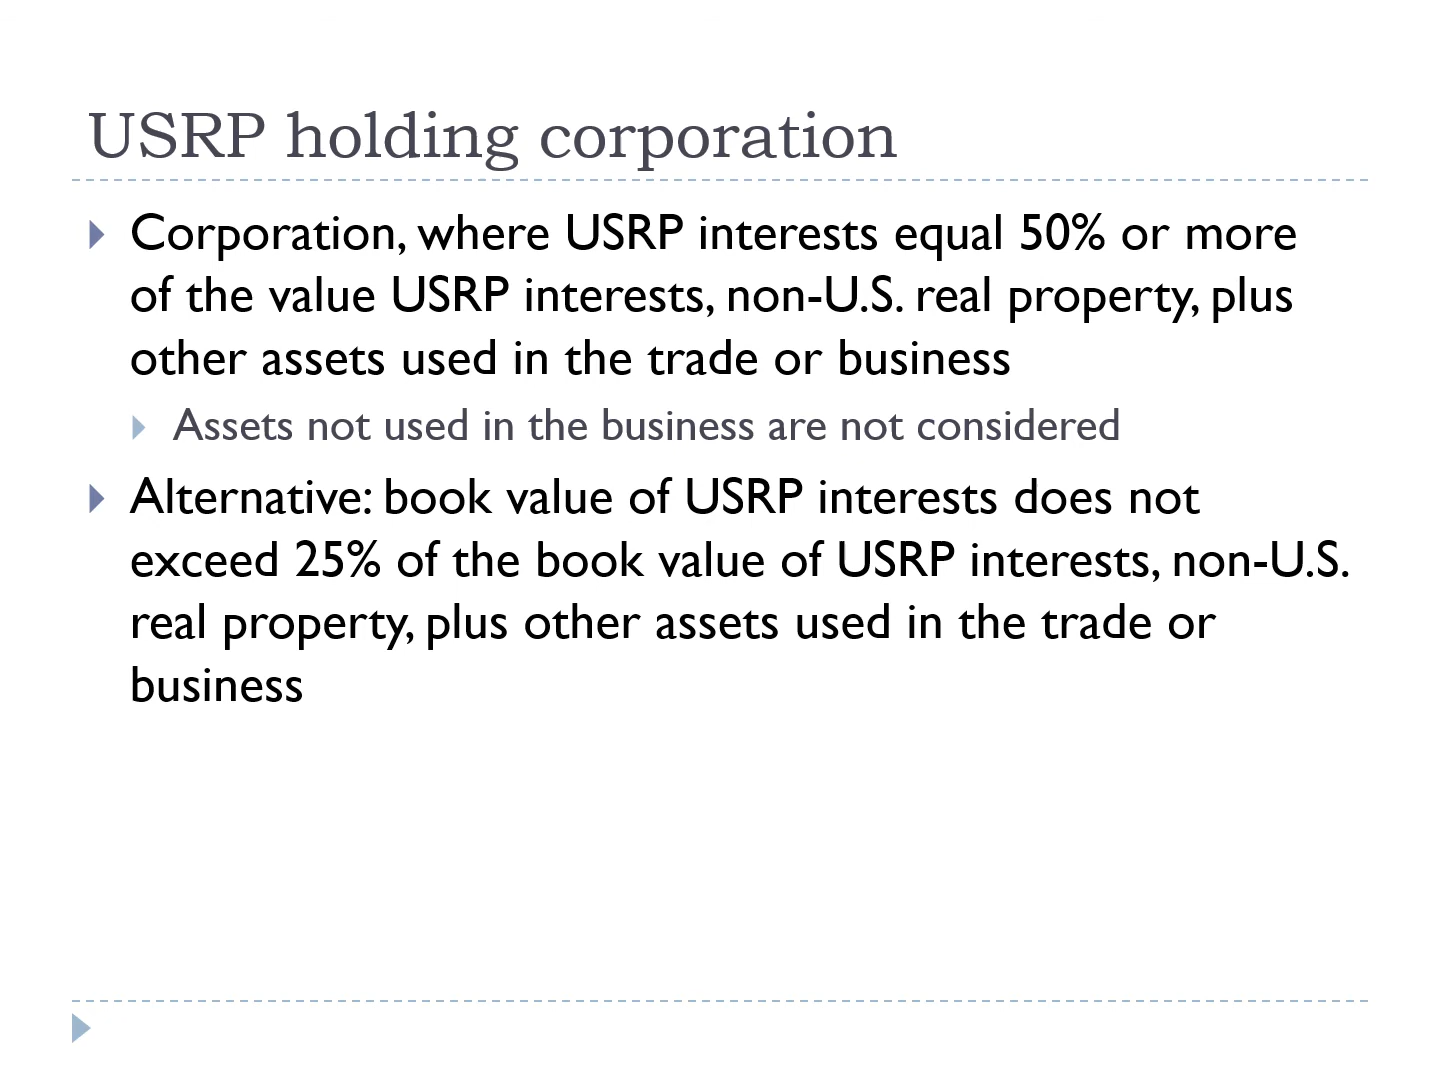 USRP holding corporation
Corporation, where USRP interests equal 50% or more
of the value USRP interests, non-U.S. real property, plus
other assets used in the trade or business
Assets not used in the business are not considered
Alternative: book value of USRP interests does not
exceed 25% of the book value of USRP interests, non-U.S.
real property, plus other assets used in the trade or
business